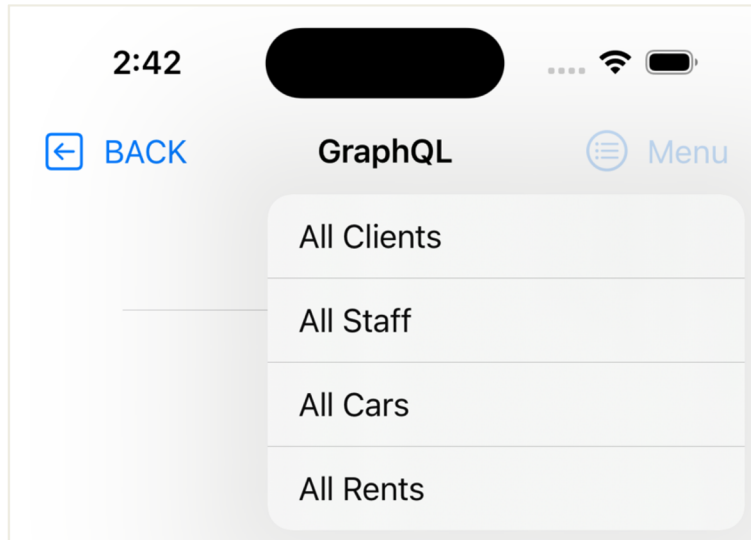 2:42
BACK GraphQL Menu
All Clients
All Staff
All Cars
All Rents